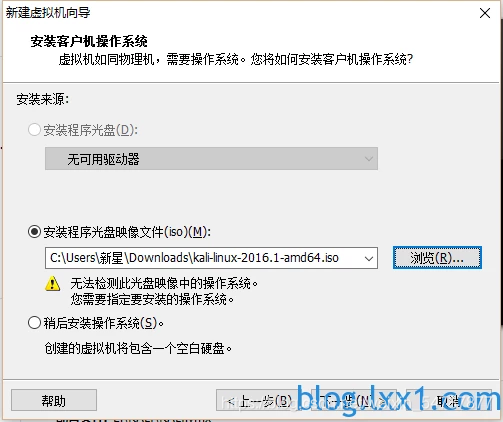 新建虚拟机向导
安装客户机操作系统
虚拟机如同物理机，需要操作系统。您将如何安装客户机操作系统?
安装来源:
安装程序光盘(D):
无可用驱动器
安装程序光盘映像文件(iso)(M):
C:\Users\新星\Downloads\kali-linux-2016.1-amd64.iso
浏览(R)...
无法检测此光盘映像中的操作系统。
您需要指定要安装的操作系统。
稍后安装操作系统(S)。
创建的虚拟机将包含一个空白硬盘。
帮助
< 上一步(B)
下一步(N) >
取消
blog.lxx1.com